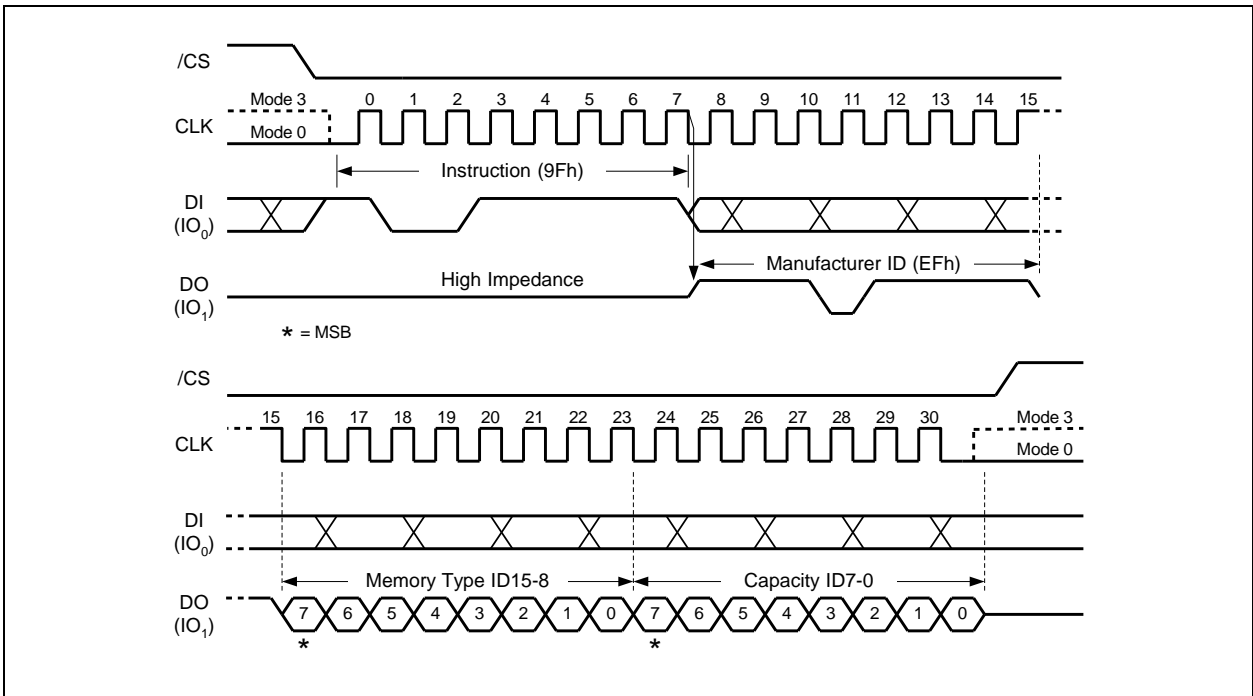 /CS
Mode 3 0 1 2 3 4 5 6 7 8 9 10 11 12 13 14 15
CLK
Mode 0
Instruction (9Fh)
DI
(IO₀)
Manufacturer ID (EFh)
High Impedance
DO
(IO₁)
* = MSB
/CS
15 16 17 18 19 20 21 22 23 24 25 26 27 28 29 30 Mode 3
CLK
Mode 0
DI
(IO₀)
Memory Type ID15-8 Capacity ID7-0
DO
(IO₁)
7 6 5 4 3 2 1 0 7 6 5 4 3 2 1 0
* *